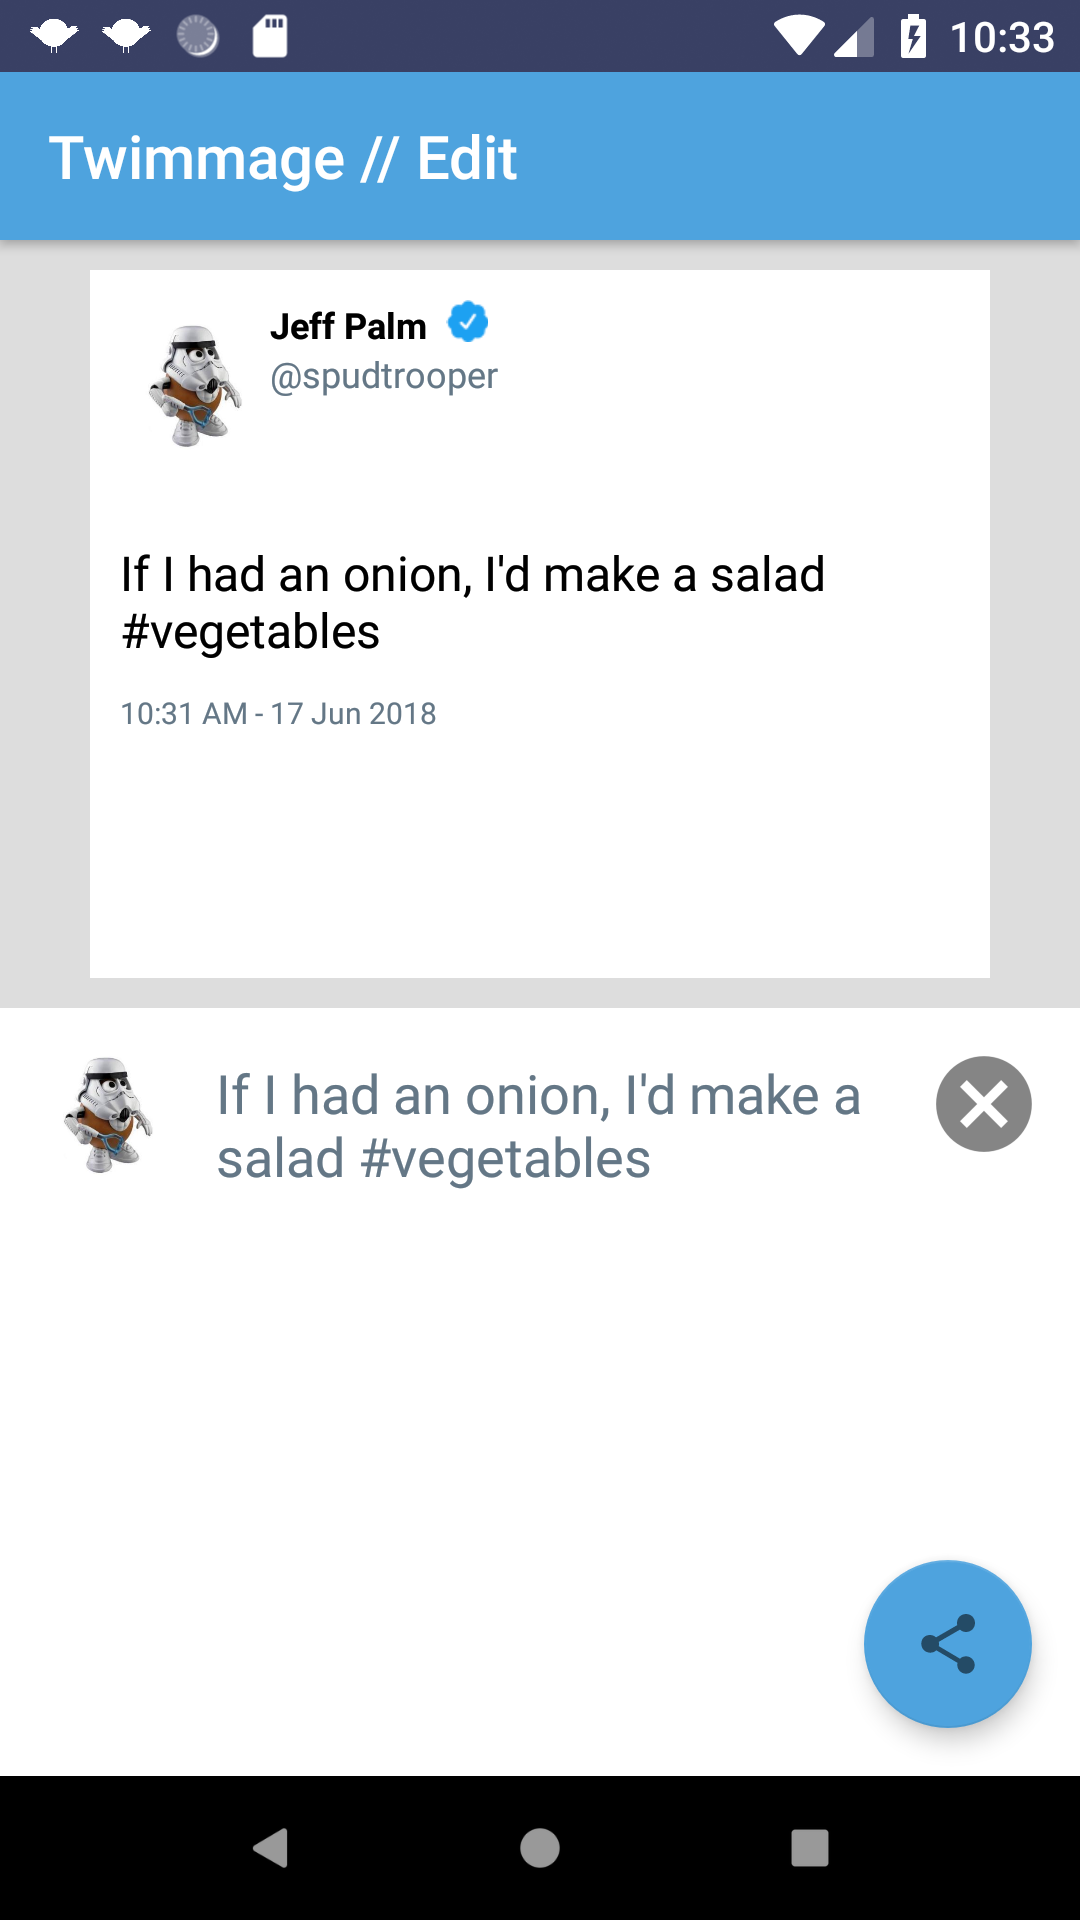 10:33
Twimmage // Edit
Jeff Palm
@spudtrooper
If I had an onion, I'd make a salad
#vegetables
10:31 AM - 17 Jun 2018
If I had an onion, I'd make a
salad #vegetables